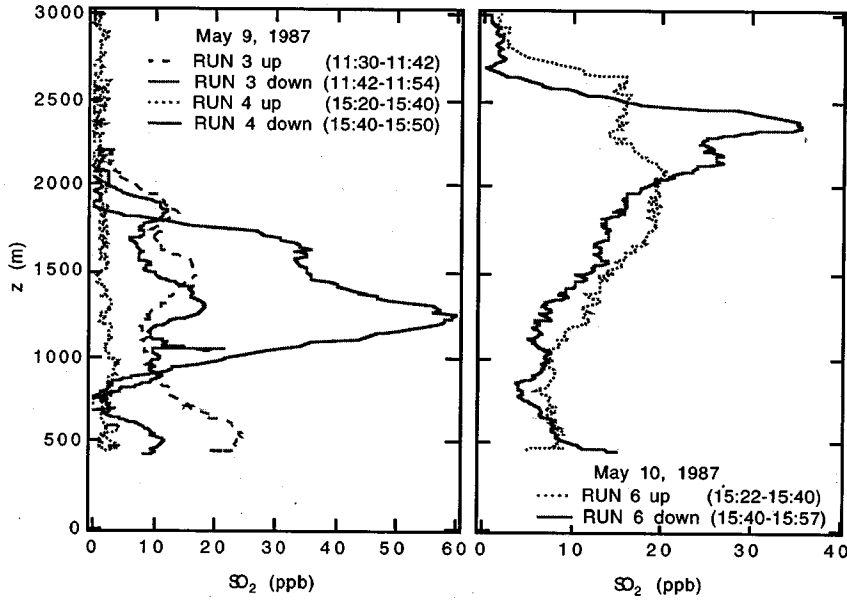 3000
2500
2000
1500
1000
500
0
z (m)
May 9, 1987
RUN 3 up (11:30-11:42)
RUN 3 down (11:42-11:54)
RUN 4 up (15:20-15:40)
RUN 4 down (15:40-15:50)
0 10 20 30 40 50 60
SO2 (ppb)
May 10, 1987
RUN 6 up (15:22-15:40)
RUN 6 down (15:40-15:57)
0 10 20 30 40
SO2 (ppb)